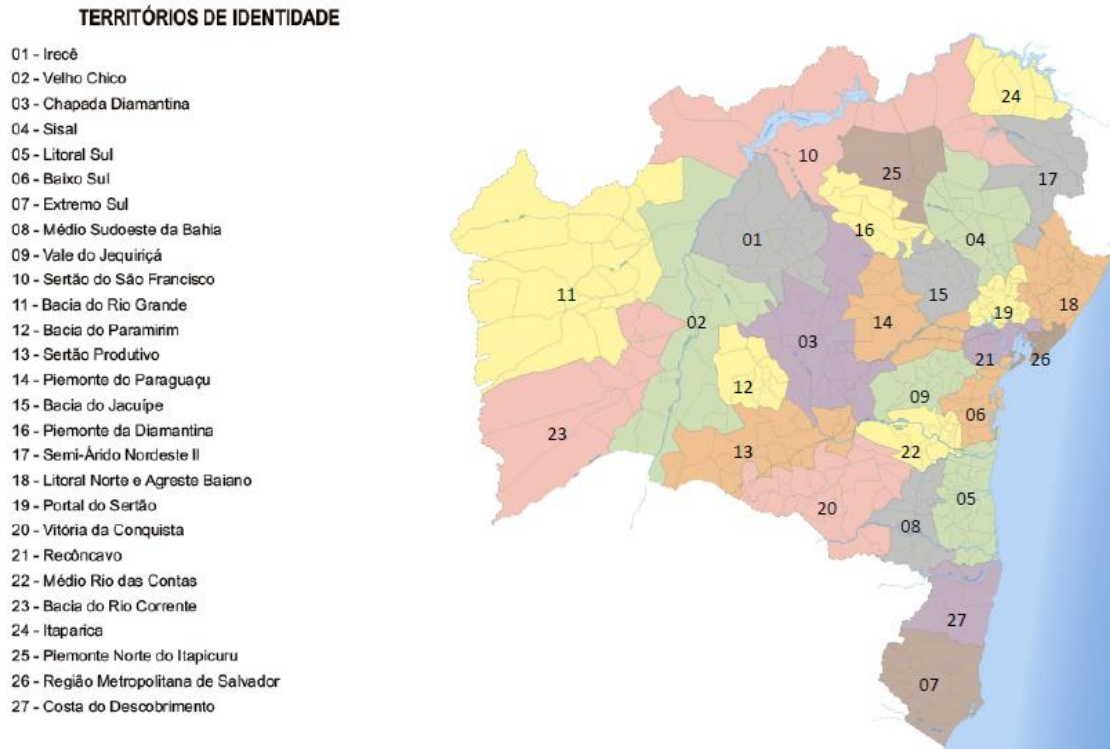 TERRITÓRIOS DE IDENTIDADE
01 - Irecê
02 - Velho Chico
03 - Chapada Diamantina
04 - Sisal
05 - Litoral Sul
06 - Baixo Sul
07 - Extremo Sul
08 - Médio Sudoeste da Bahia
09 - Vale do Jequiriçá
10 - Sertão do São Francisco
11 - Bacia do Rio Grande
12 - Bacia do Paramirim
13 - Sertão Produtivo
14 - Piemonte do Paraguaçu
15 - Bacia do Jacuípe
16 - Piemonte da Diamantina
17 - Semi-Árido Nordeste II
18 - Litoral Norte e Agreste Baiano
19 - Portal do Sertão
20 - Vitória da Conquista
21 - Recôncavo
22 - Médio Rio das Contas
23 - Bacia do Rio Corrente
24 - Itaparica
25 - Piemonte Norte do Itapicuru
26 - Região Metropolitana de Salvador
27 - Costa do Descobrimento
24
10
25
17
16
01
04
11
15
18
02
14
19
03
21
26
12
09
06
23
13
22
05
20
08
27
07